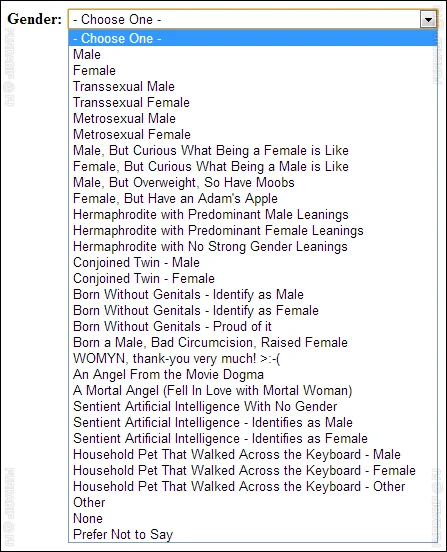 Gender: - Choose One -
- Choose One -
Male
Female
Transsexual Male
Transsexual Female
Metrosexual Male
Metrosexual Female
Male, But Curious What Being a Female is Like
Female, But Curious What Being a Male is Like
Male, But Overweight, So Have Moobs
Female, But Have an Adam's Apple
Hermaphrodite with Predominant Male Leanings
Hermaphrodite with Predominant Female Leanings
Hermaphrodite with No Strong Gender Leanings
Conjoined Twin - Male
Conjoined Twin - Female
Born Without Genitals - Identify as Male
Born Without Genitals - Identify as Female
Born Without Genitals - Proud of it
Born a Male, Bad Circumcision, Raised Female
WOMYN, thank-you very much! >:-(
An Angel From the Movie Dogma
A Mortal Angel (Fell In Love with Mortal Woman)
Sentient Artificial Intelligence With No Gender
Sentient Artificial Intelligence - Identifies as Male
Sentient Artificial Intelligence - Identifies as Female
Household Pet That Walked Across the Keyboard - Male
Household Pet That Walked Across the Keyboard - Female
Household Pet That Walked Across the Keyboard - Other
Other
None
Prefer Not to Say